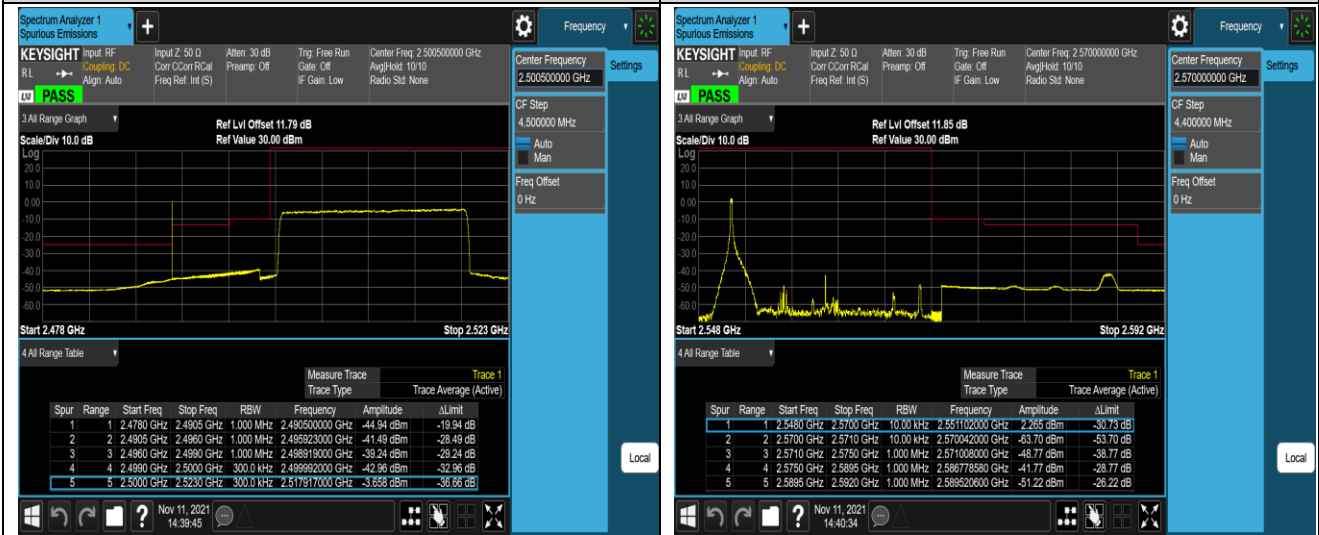 Spectrum Analyzer 1
Spurious Emissions
KEYSIGHT
Input: RF
Coupling: DC
Align: Auto
Input Z: 50 Ω
Corr CCorr RCal
Freq Ref: Int (S)
Atten: 30 dB
Preamp: Off
Trig: Free Run
Gate: Off
IF Gain: Low
Center Freq: 2.500500000 GHz
Avg|Hold: 10/10
Radio Std: None
R L
LXI PASS
3 All Range Graph
Ref Lvl Offset 11.79 dB
Scale/Div 10.0 dB
Ref Value 30.00 dBm
Log
20.0
10.0
0.00
-10.0
-20.0
-30.0
-40.0
-50.0
-60.0
Start 2.478 GHz
Stop 2.523 GHz
4 All Range Table
Measure Trace Trace 1
Trace Type Trace Average (Active)
Spur Range Start Freq Stop Freq RBW Frequency Amplitude ΔLimit
1 1 2.4780 GHz 2.4905 GHz 1.000 MHz 2.490500000 GHz -44.94 dBm -19.94 dB
2 2 2.4905 GHz 2.4960 GHz 1.000 MHz 2.495923000 GHz -41.49 dBm -28.49 dB
3 3 2.4960 GHz 2.4990 GHz 1.000 MHz 2.498919000 GHz -39.24 dBm -29.24 dB
4 4 2.4990 GHz 2.5000 GHz 300.0 kHz 2.499992000 GHz -42.96 dBm -32.96 dB
5 5 2.5000 GHz 2.5230 GHz 300.0 kHz 2.517917000 GHz -3.658 dBm -36.66 dB
Nov 11, 2021
14:39:45
Frequency
Settings
Center Frequency
2.500500000 GHz
CF Step
4.500000 MHz
Auto
Man
Freq Offset
0 Hz
Local
Spectrum Analyzer 1
Spurious Emissions
KEYSIGHT
Input: RF
Coupling: DC
Align: Auto
Input Z: 50 Ω
Corr CCorr RCal
Freq Ref: Int (S)
Atten: 30 dB
Preamp: Off
Trig: Free Run
Gate: Off
IF Gain: Low
Center Freq: 2.570000000 GHz
Avg|Hold: 10/10
Radio Std: None
R L
LXI PASS
3 All Range Graph
Ref Lvl Offset 11.85 dB
Scale/Div 10.0 dB
Ref Value 30.00 dBm
Log
20.0
10.0
0.00
-10.0
-20.0
-30.0
-40.0
-50.0
-60.0
Start 2.548 GHz
Stop 2.592 GHz
4 All Range Table
Measure Trace Trace 1
Trace Type Trace Average (Active)
Spur Range Start Freq Stop Freq RBW Frequency Amplitude ΔLimit
1 1 2.5480 GHz 2.5700 GHz 10.00 kHz 2.551102000 GHz 2.265 dBm -30.73 dB
2 2 2.5700 GHz 2.5710 GHz 10.00 kHz 2.570042000 GHz -63.70 dBm -53.70 dB
3 3 2.5710 GHz 2.5750 GHz 1.000 MHz 2.571008000 GHz -48.77 dBm -38.77 dB
4 4 2.5750 GHz 2.5895 GHz 1.000 MHz 2.586778580 GHz -41.77 dBm -28.77 dB
5 5 2.5895 GHz 2.5920 GHz 1.000 MHz 2.589520600 GHz -51.22 dBm -26.22 dB
Nov 11, 2021
14:40:34
Frequency
Settings
Center Frequency
2.570000000 GHz
CF Step
4.400000 MHz
Auto
Man
Freq Offset
0 Hz
Local